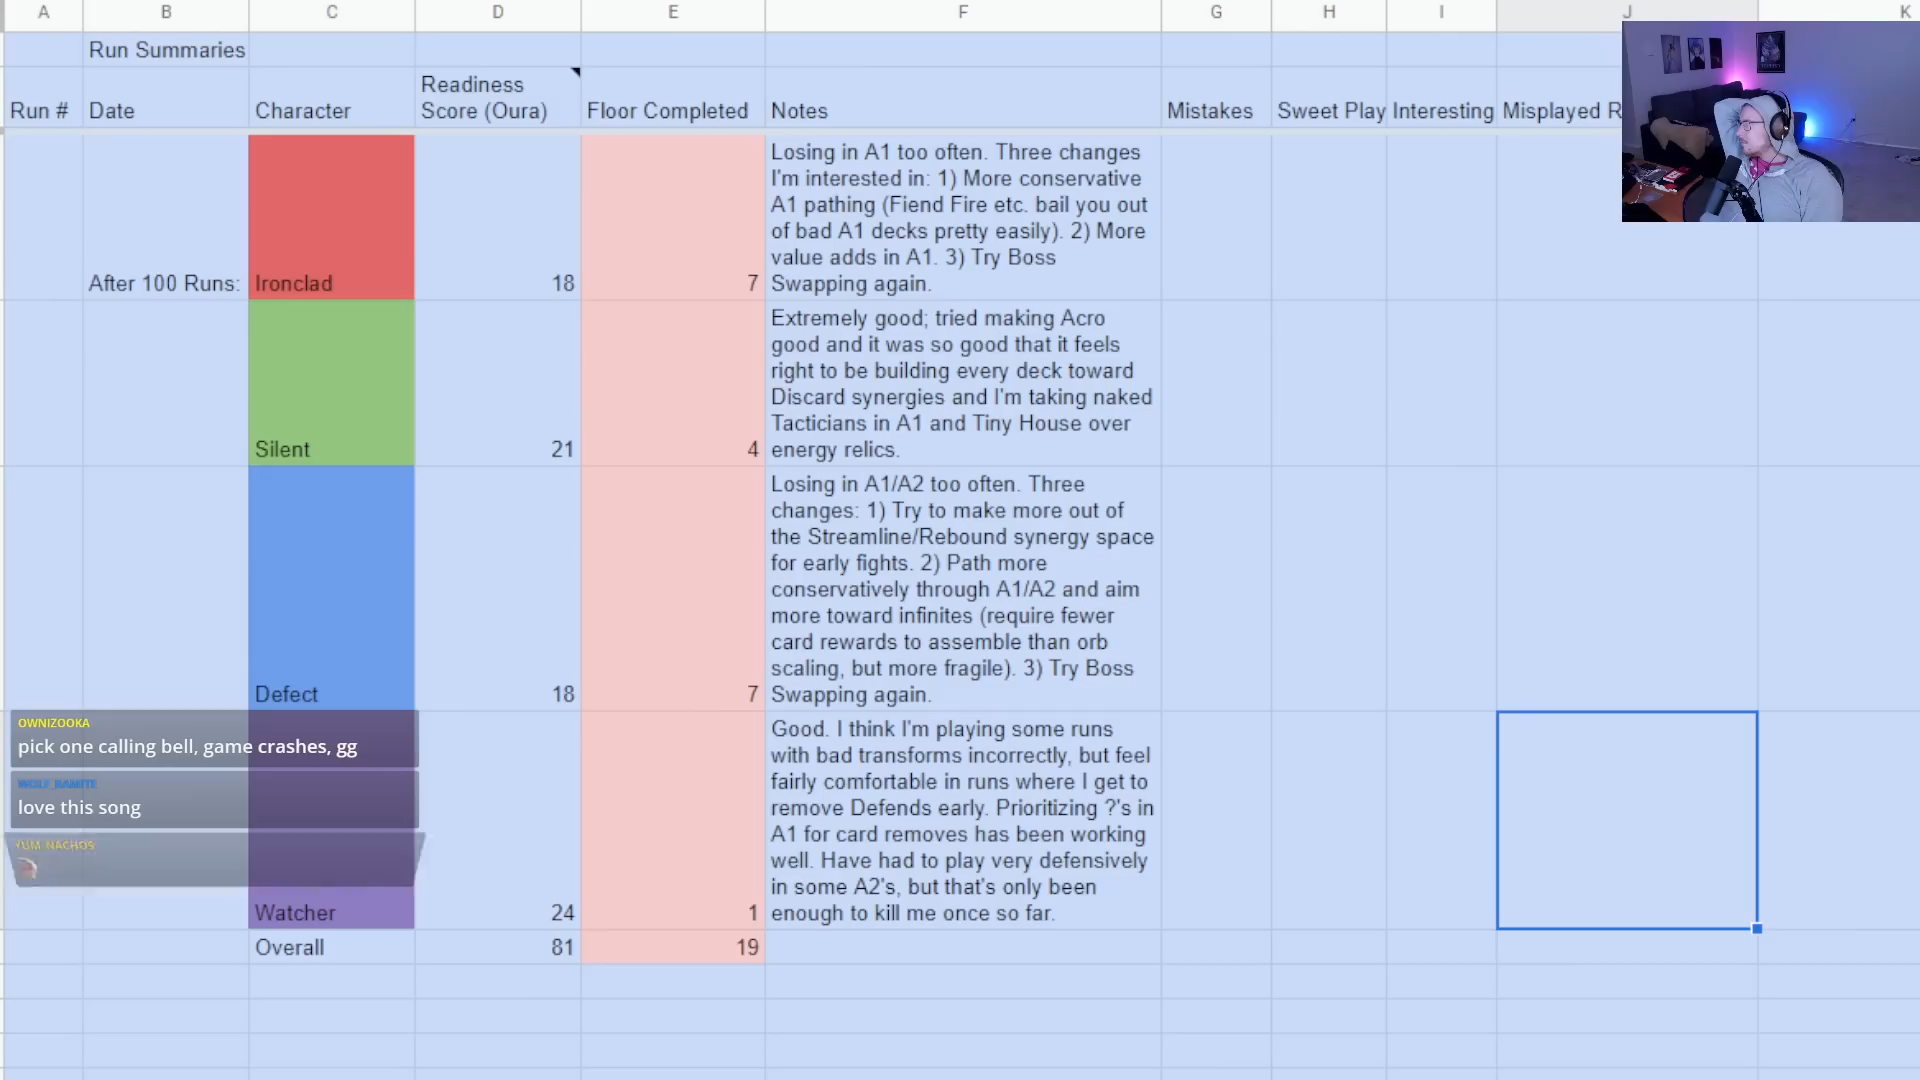 A B C D E F G H I J K
Run Summaries
Readiness
Run # Date Character Score (Oura) Floor Completed Notes Mistakes Sweet Play Interesting Misplayed R
Losing in A1 too often. Three changes
I'm interested in: 1) More conservative
A1 pathing (Fiend Fire etc. bail you out
of bad A1 decks pretty easily). 2) More
value adds in A1. 3) Try Boss
After 100 Runs: Ironclad 18 7 Swapping again.
Extremely good; tried making Acro
good and it was so good that it feels
right to be building every deck toward
Discard synergies and I'm taking naked
Tacticians in A1 and Tiny House over
Silent 21 4 energy relics.
Losing in A1/A2 too often. Three
changes: 1) Try to make more out of
the Streamline/Rebound synergy space
for early fights. 2) Path more
conservatively through A1/A2 and aim
more toward infinites (require fewer
card rewards to assemble than orb
scaling, but more fragile). 3) Try Boss
Defect 18 7 Swapping again.
Good. I think I'm playing some runs
with bad transforms incorrectly, but feel
fairly comfortable in runs where I get to
remove Defends early. Prioritizing ?'s in
A1 for card removes has been working
well. Have had to play very defensively
in some A2's, but that's only been
Watcher 24 1 enough to kill me once so far.
Overall 81 19
OWNIZOOKA
pick one calling bell, game crashes, gg
love this song
YUM NACHOS